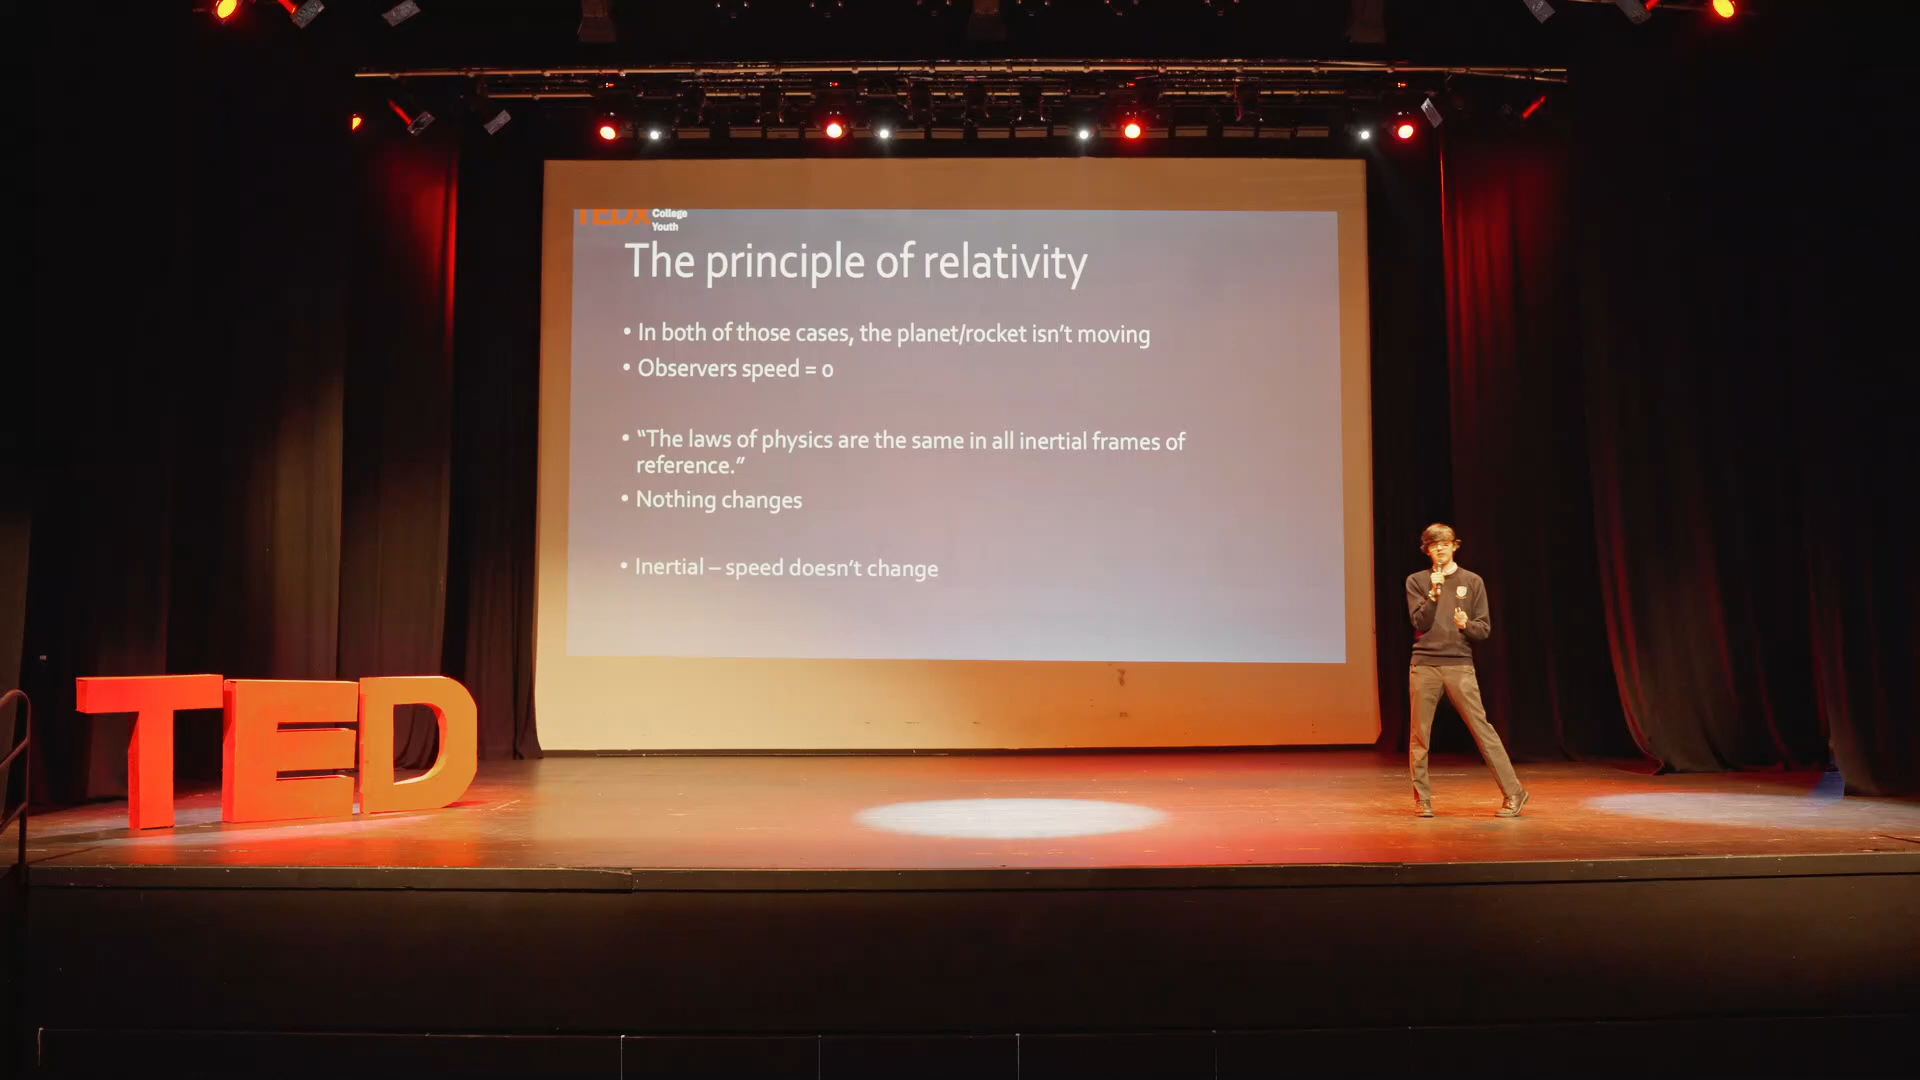 TEDx College
Youth
The principle of relativity
• In both of those cases, the planet/rocket isn't moving
• Observers speed = 0
• “The laws of physics are the same in all inertial frames of
reference.”
• Nothing changes
• Inertial – speed doesn't change
TED